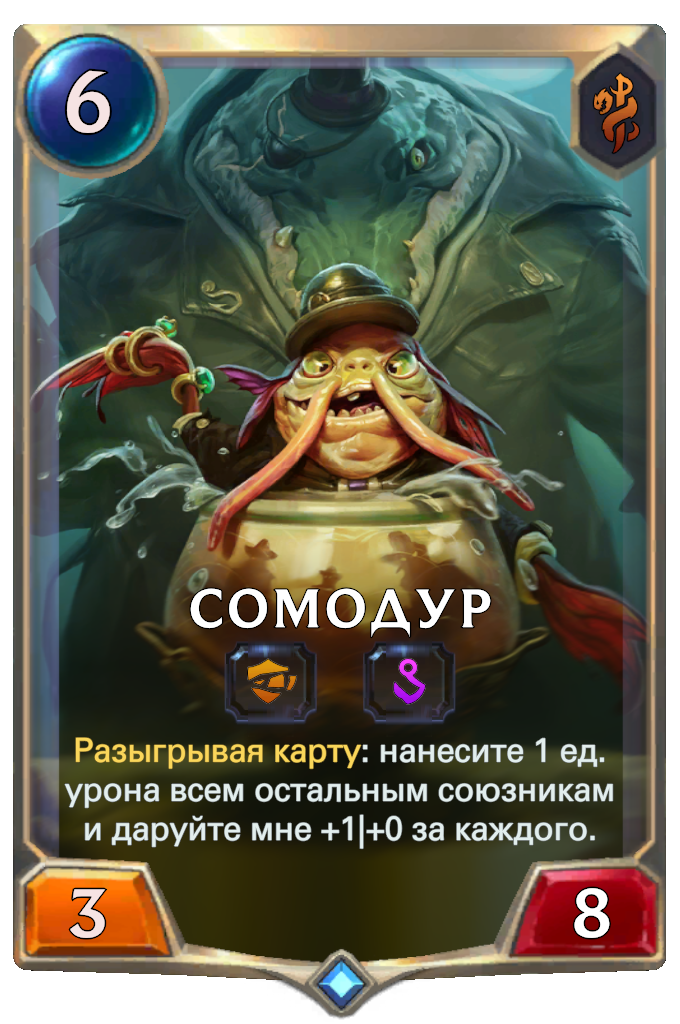 6
СОМОДУР
Разыгрывая карту: нанесите 1 ед.
урона всем остальным союзникам
и даруйте мне +1|+0 за каждого.
3
8